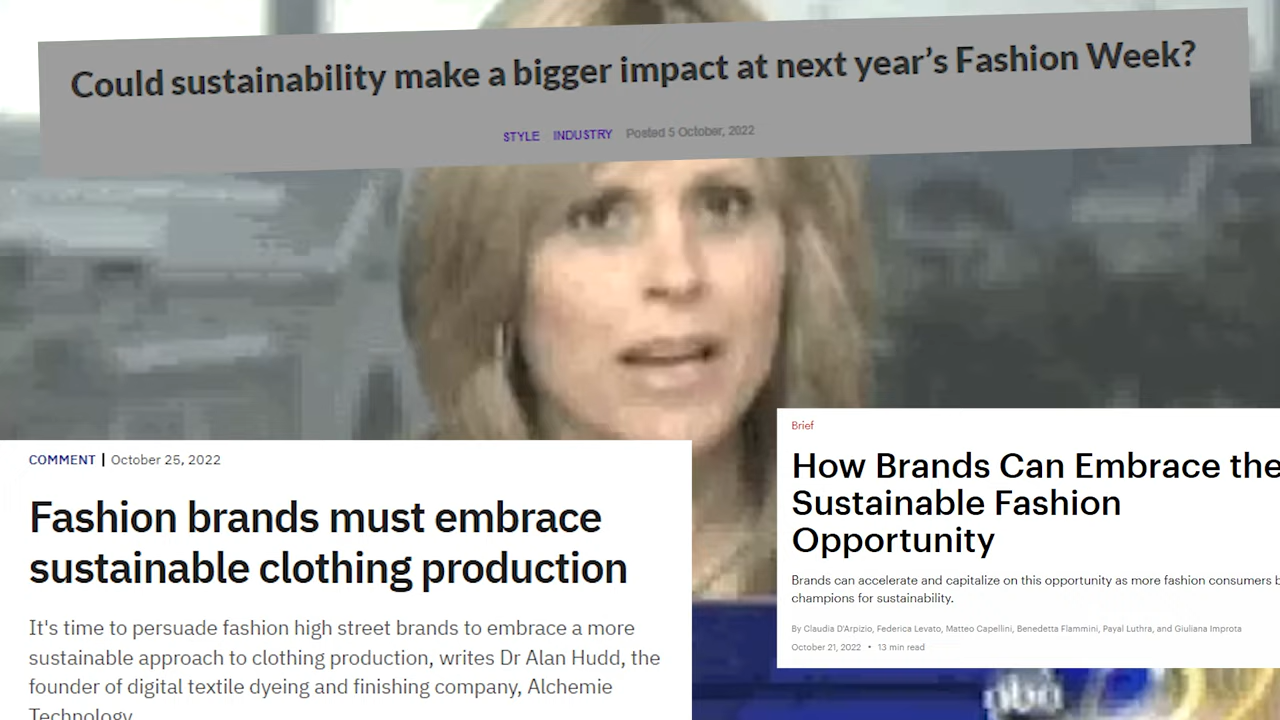 Could sustainability make a bigger impact at next year’s Fashion Week?
STYLE INDUSTRY Posted 5 October, 2022
COMMENT | October 25, 2022
Fashion brands must embrace
sustainable clothing production
It's time to persuade fashion high street brands to embrace a more
sustainable approach to clothing production, writes Dr Alan Hudd, the
founder of digital textile dyeing and finishing company, Alchemie
Technology
Brief
How Brands Can Embrace the
Sustainable Fashion
Opportunity
Brands can accelerate and capitalize on this opportunity as more fashion consumers b
champions for sustainability.
By Claudia D'Arpizio, Federica Levato, Matteo Capellini, Benedetta Fiammini, Payal Luthra, and Giuliana Improta
October 21, 2022 • 13 min read